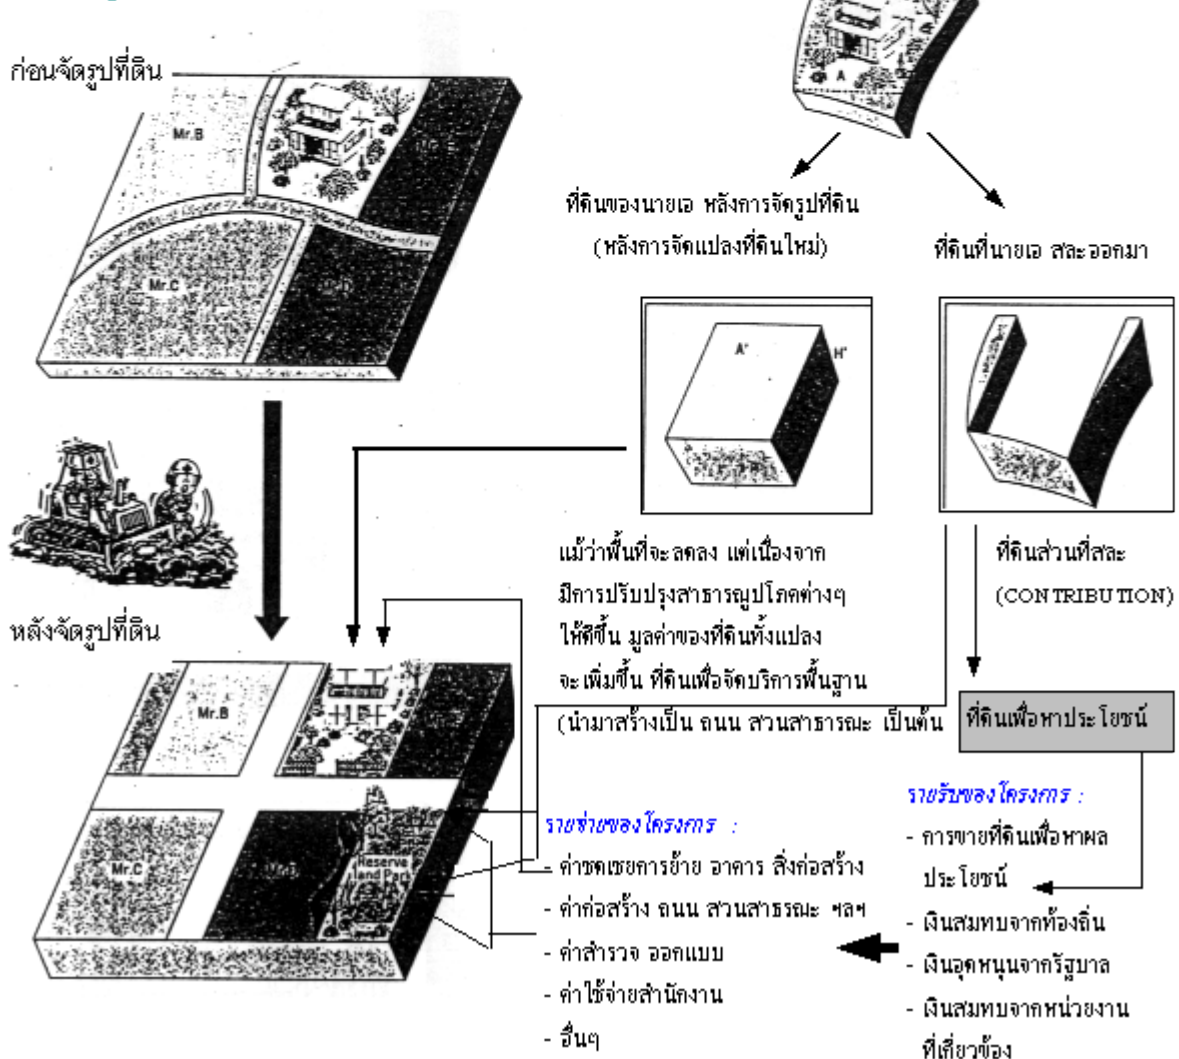 ก่อนจัดรูปที่ดิน
Mr.B
A
Mr.C
ที่ดินของนายเอ หลังการจัดรูปที่ดิน
(หลังการจัดแปลงที่ดินใหม่)
ที่ดินที่นายเอ สละออกมา
A'
H'
แม้ว่าพื้นที่จะลดลง แต่เนื่องจาก
มีการปรับปรุงสาธารณูปโภคต่างๆ
ให้ดีขึ้น มูลค่าของที่ดินทั้งแปลง
จะเพิ่มขึ้น ที่ดินเพื่อจัดบริการพื้นฐาน
(นำมาสร้างเป็น ถนน สวนสาธารณะ เป็นต้น
ที่ดินส่วนที่สละ
(CONTRIBUTION)
ที่ดินเพื่อหาประโยชน์
หลังจัดรูปที่ดิน
Mr.B
Mr.C
Reserve
land Park
รายจ่ายของโครงการ :
- ค่าชดเชยการย้าย อาคาร สิ่งก่อสร้าง
- ค่าก่อสร้าง ถนน สวนสาธารณะ ฯลฯ
- ค่าสำรวจ ออกแบบ
- ค่าใช้จ่ายสำนักงาน
- อื่นๆ
รายรับของโครงการ :
- การขายที่ดินเพื่อหาผล
ประโยชน์
- เงินสมทบจากท้องถิ่น
- เงินอุดหนุนจากรัฐบาล
- เงินสมทบจากหน่วยงาน
ที่เกี่ยวข้อง